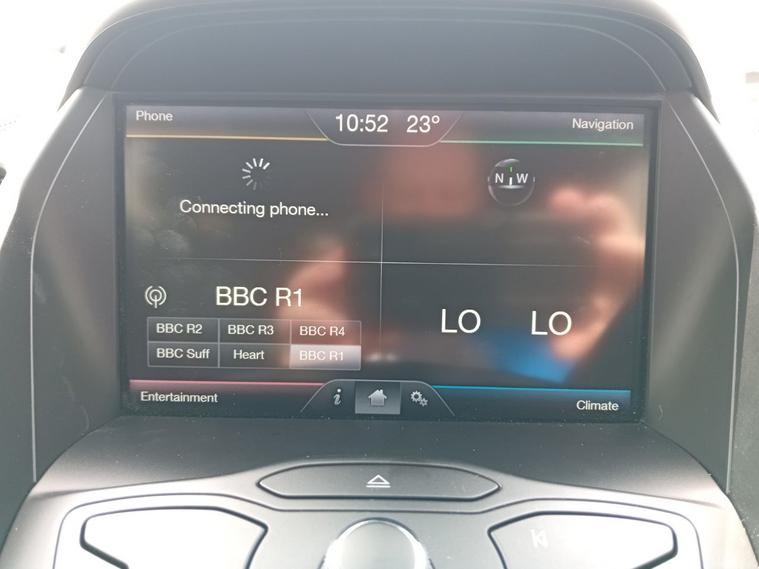 Phone
10:52 23°
Navigation
Connecting phone...
N W
BBC R1
BBC R2 BBC R3 BBC R4
BBC Suff Heart BBC R1
LO LO
Entertainment
i
Climate